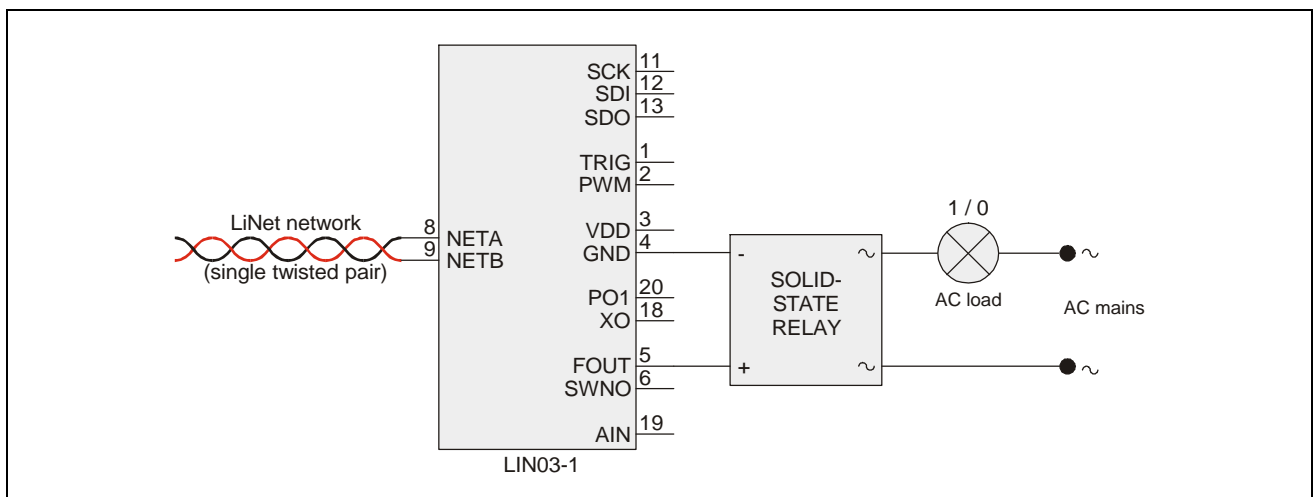 SCK 11
SDI 12
SDO 13
TRIG 1
PWM 2
LiNet network
(single twisted pair)
8 NETA
9 NETB
VDD 3
GND 4
PO1 20
XO 18
FOUT 5
SWNO 6
AIN 19
LIN03-1
-
+
SOLID-
STATE
RELAY
~
~
1 / 0
AC load
~
AC mains
~